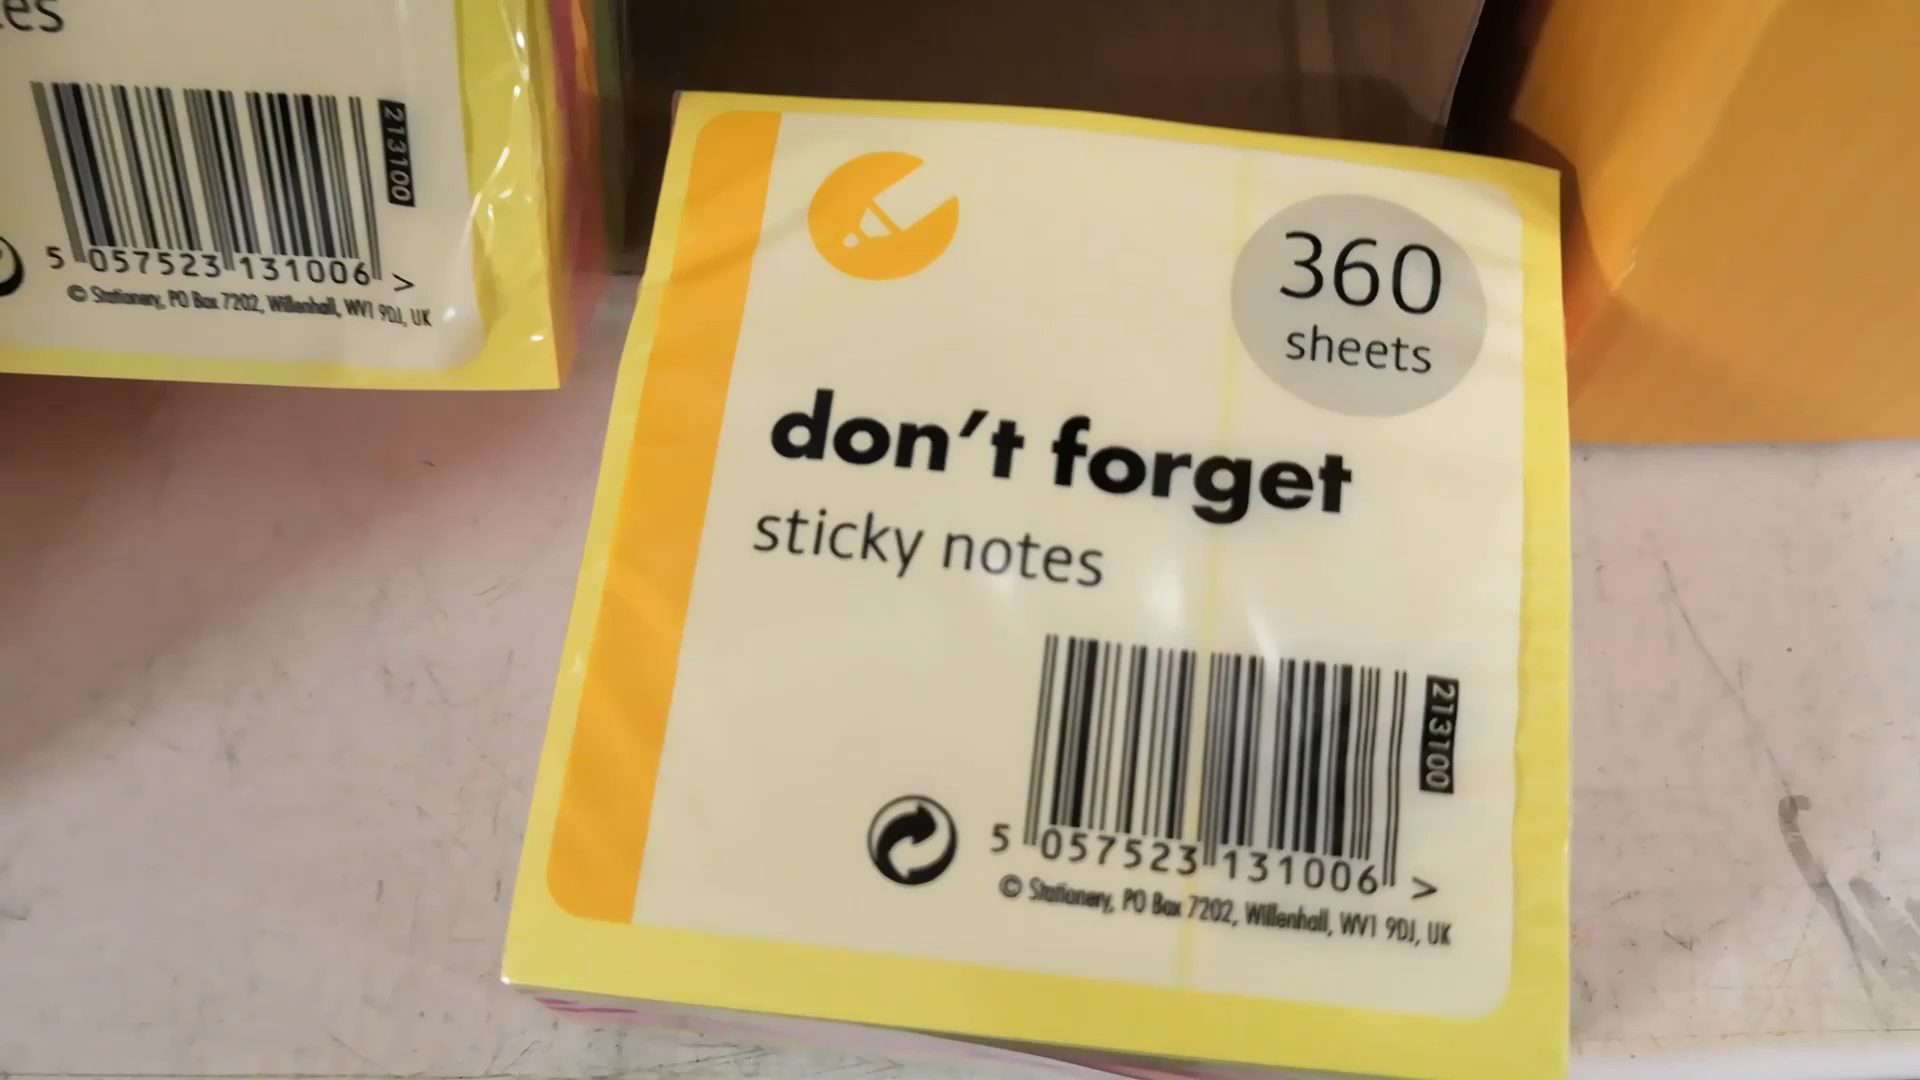 es
213100
5 057523 131006 >
© Stationery, PO Box 7202, Willenhall, WV1 9DJ, UK
360
sheets
don't forget
sticky notes
213100
5 057523 131006 >
© Stationery, PO Box 7202, Willenhall, WV1 9DJ, UK